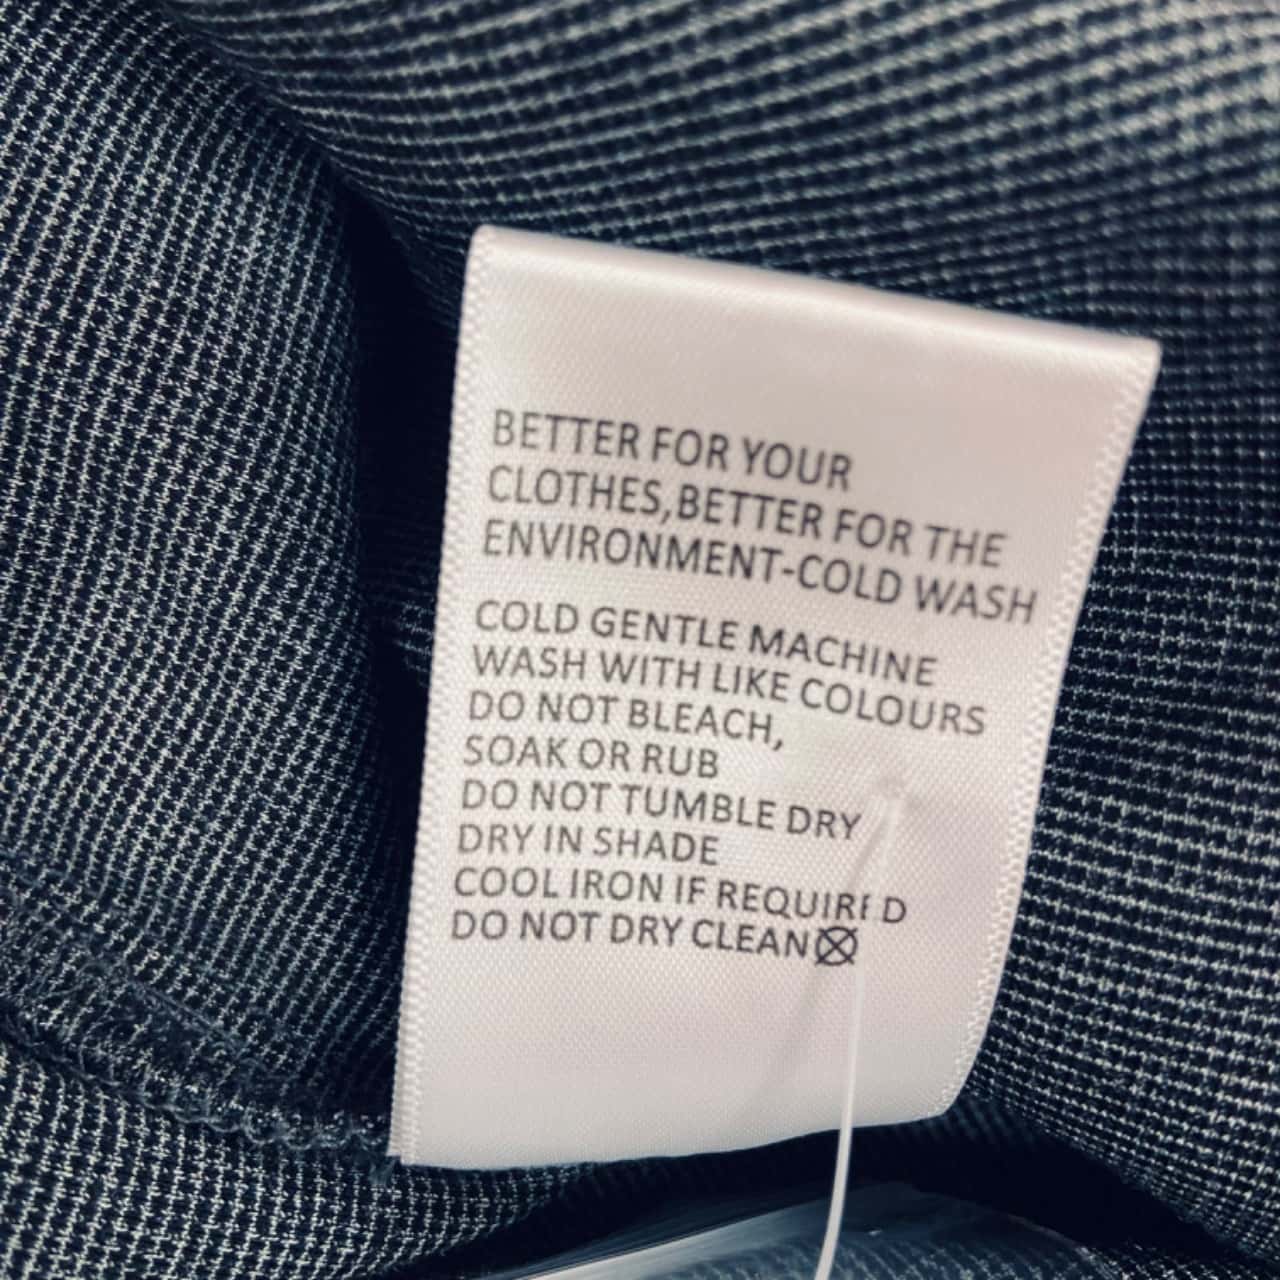 BETTER FOR YOUR
CLOTHES,BETTER FOR THE
ENVIRONMENT-COLD WASH
COLD GENTLE MACHINE
WASH WITH LIKE COLOURS
DO NOT BLEACH,
SOAK OR RUB
DO NOT TUMBLE DRY
DRY IN SHADE
COOL IRON IF REQUIRED
DO NOT DRY CLEAN